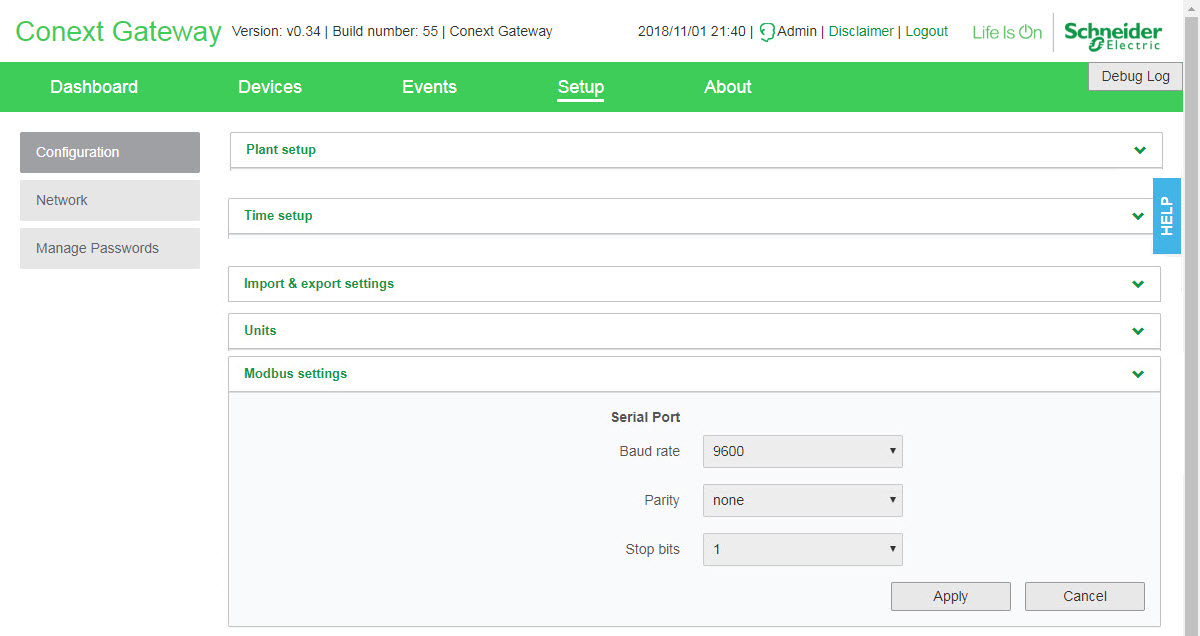 Conext Gateway Version: v0.34 | Build number: 55 | Conext Gateway 2018/11/01 21:40 | Admin | Disclaimer | Logout Life Is On Schneider Electric
Debug Log
Dashboard Devices Events Setup About
Configuration
Network
Manage Passwords
Plant setup
Time setup
HELP
Import & export settings
Units
Modbus settings
Serial Port
Baud rate 9600
Parity none
Stop bits 1
Apply Cancel